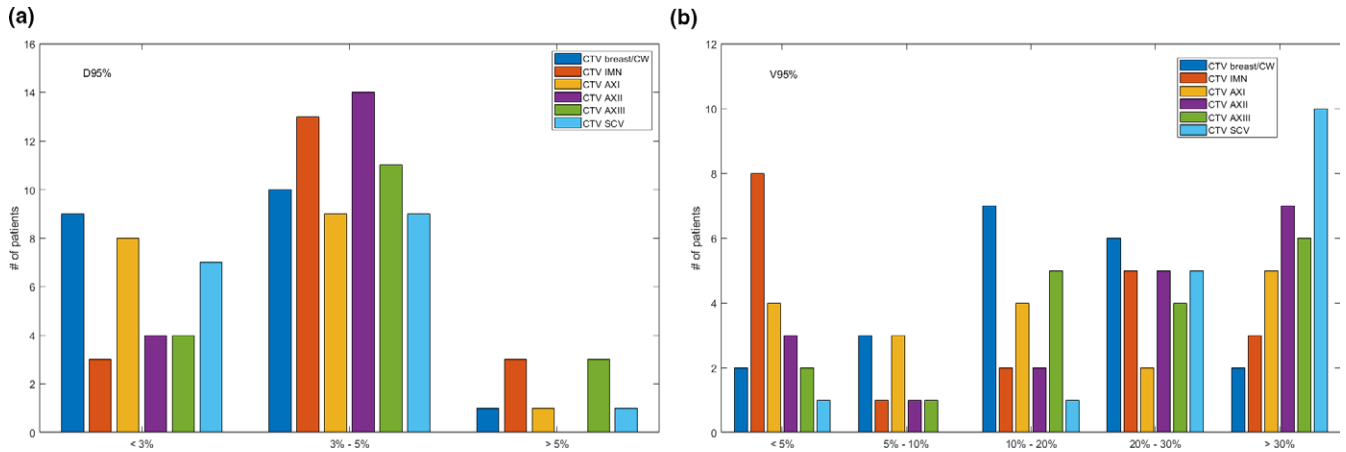 (a)
D95%
CTV breast/CW
CTV IMN
CTV AXI
CTV AXII
CTV AXIII
CTV SCV
# of patients
16
14
12
10
8
6
4
2
0
< 3%
3% - 5%
> 5%
(b)
V95%
CTV breast/CW
CTV IMN
CTV AXI
CTV AXII
CTV AXIII
CTV SCV
# of patients
12
10
8
6
4
2
0
< 5%
5% - 10%
10% - 20%
20% - 30%
> 30%